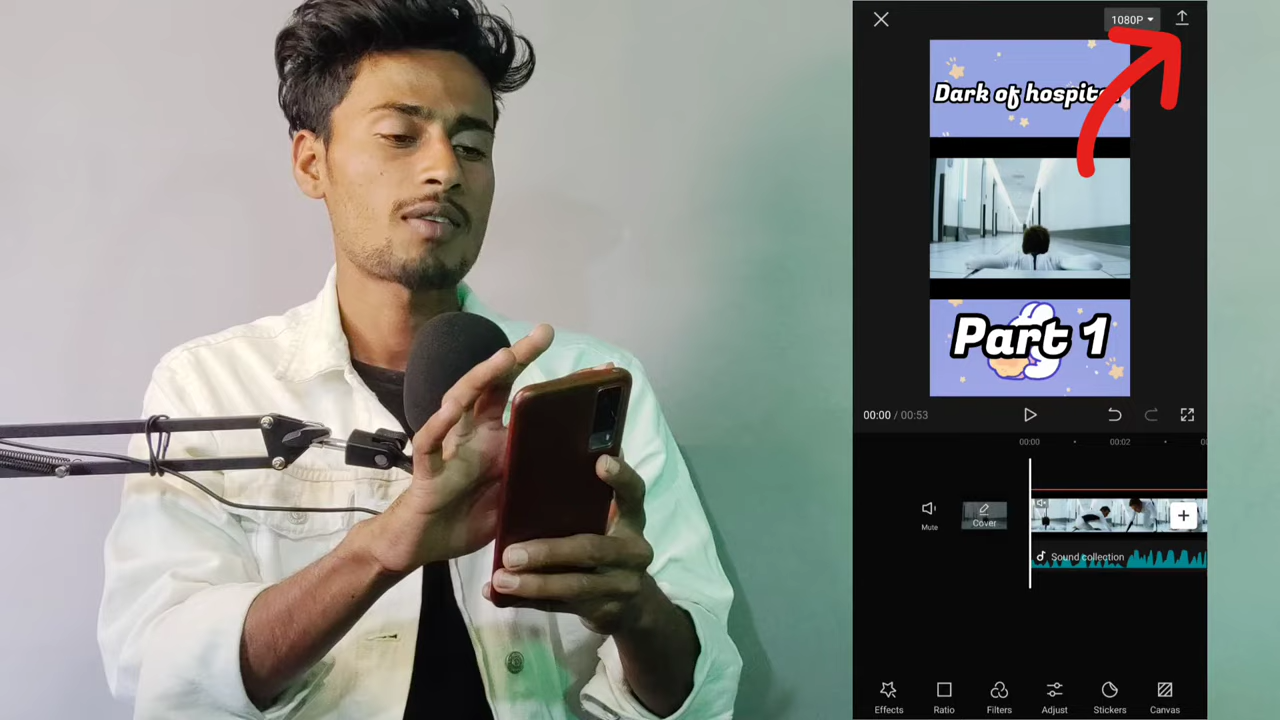 1080P
Dark of hospit
Part 1
00:00 / 00:53
00:00
00:02
Mute
Cover
Sound collection
Effects
Ratio
Filters
Adjust
Stickers
Canvas